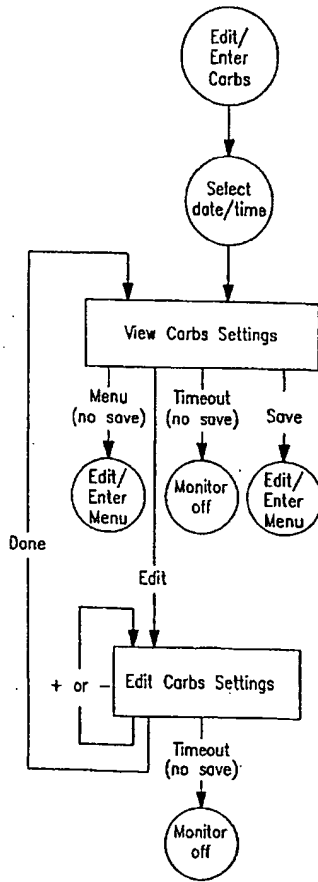 Edit/
Enter
Carbs
Select
date/time
View Carbs Settings
Menu
(no save)
Timeout
(no save)
Save
Edit/
Enter
Menu
Monitor
off
Edit/
Enter
Menu
Done
Edit
+ or -
Edit Carbs Settings
Timeout
(no save)
Monitor
off